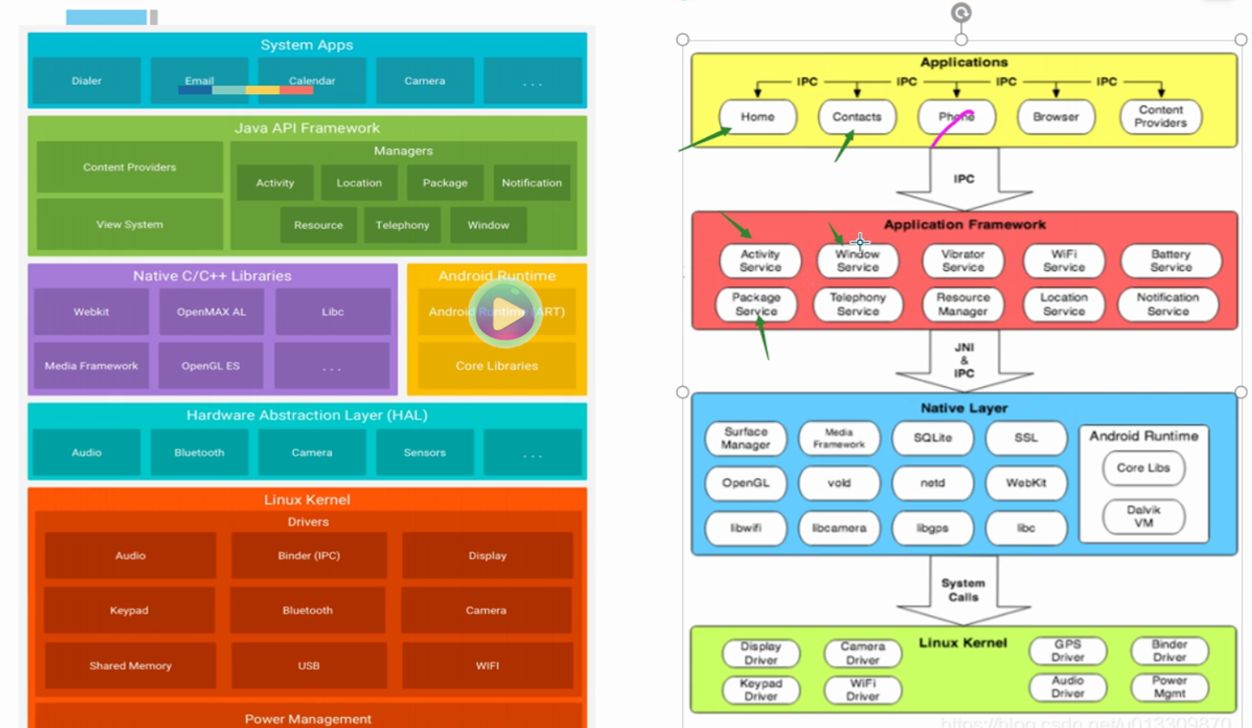 System Apps
Dialer
Email
Calendar
Camera
...
Java API Framework
Content Providers
View System
Managers
Activity
Location
Package
Notification
Resource
Telephony
Window
Native C/C++ Libraries
Webkit
OpenMAX AL
Libc
Media Framework
OpenGL ES
...
Android Runtime
Android Runtime (ART)
Core Libraries
Hardware Abstraction Layer (HAL)
Audio
Bluetooth
Camera
Sensors
...
Linux Kernel
Drivers
Audio
Binder (IPC)
Display
Keypad
Bluetooth
Camera
Shared Memory
USB
WIFI
Power Management
Applications
IPC
IPC
IPC
IPC
Home
Contacts
Phone
Browser
Content
Providers
IPC
Application Framework
Activity
Service
Window
Service
Vibrator
Service
WiFi
Service
Battery
Service
Package
Service
Telephony
Service
Resource
Manager
Location
Service
Notification
Service
JNI
&
IPC
Native Layer
Surface
Manager
Media
Framework
SQLite
SSL
OpenGL
vold
netd
WebKit
libwifi
libcamera
libgps
libc
Android Runtime
Core Libs
Dalvik
VM
System
Calls
Linux Kernel
Display
Driver
Camera
Driver
GPS
Driver
Binder
Driver
Keypad
Driver
WiFi
Driver
Audio
Driver
Power
Mgmt